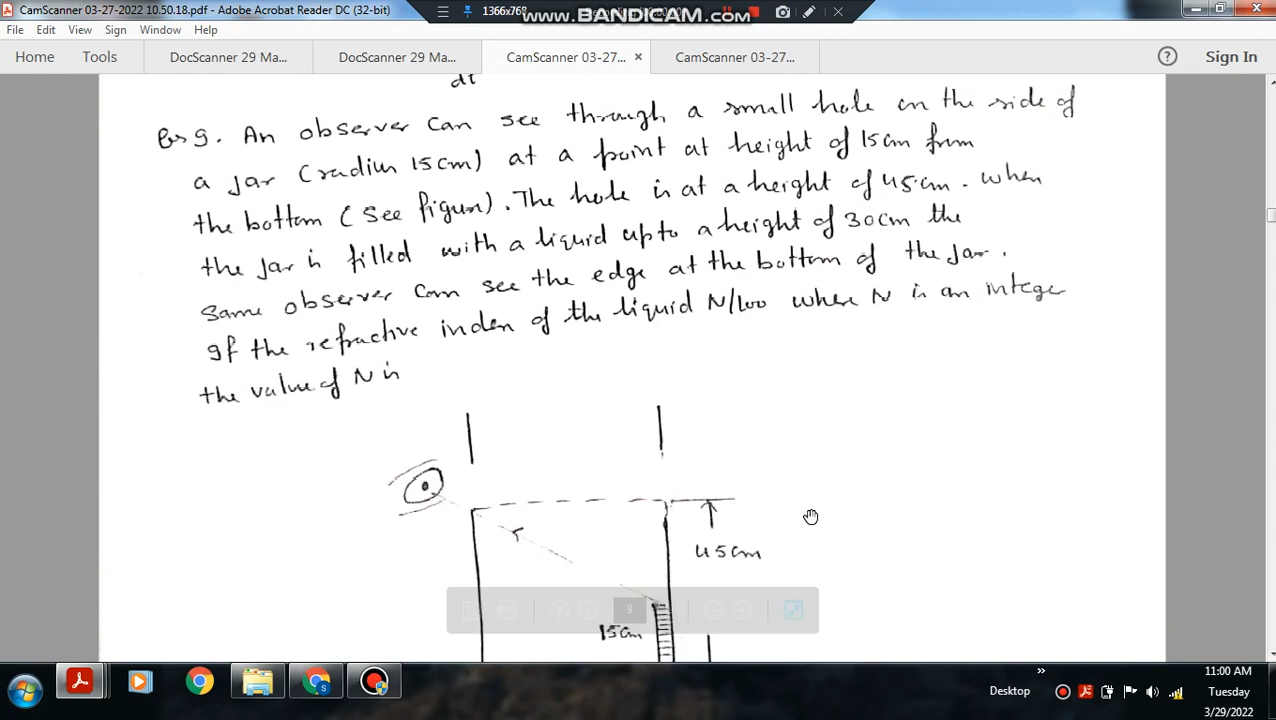 CamScanner 03-27-2022 10.50.18.pdf - Adobe Acrobat Reader DC (32-bit)
1366x768
www.BANDICAM.com
File Edit View Sign Window Help
Home Tools DocScanner 29 Ma... DocScanner 29 Ma... CamScanner 03-27... × CamScanner 03-27... Sign In
dt
9. An observer can see through a small hole on the side of
a jar (radius 15cm) at a point at height of 15cm from
the bottom (see figure). The hole is at a height of 45cm. when
the jar is filled with a liquid upto a height of 30cm the
same observer can see the edge at the bottom of the jar.
If the refractive index of the liquid N/100 where N is an integer
the value of N is
45cm
9
15cm
Desktop
11:00 AM
Tuesday
3/29/2022